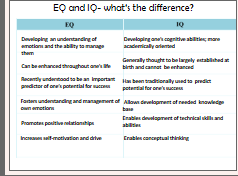 EQ and IQ- what's the difference?
EQ
IQ
Developing an understanding of
emotions and the ability to manage
them
Developing one's cognitive abilities; more
academically oriented
Can be enhanced throughout one's life
Generally thought to be largely established at
birth and cannot be enhanced
Recently understood to be an important
predictor of one's potential for success
Has been traditionally used to predict
potential for one's success
Fosters understanding and management of
own emotions
Allows development of needed knowledge
base
Promotes positive relationships
Enables development of technical skills and
abilities
Increases self-motivation and drive
Enables conceptual thinking